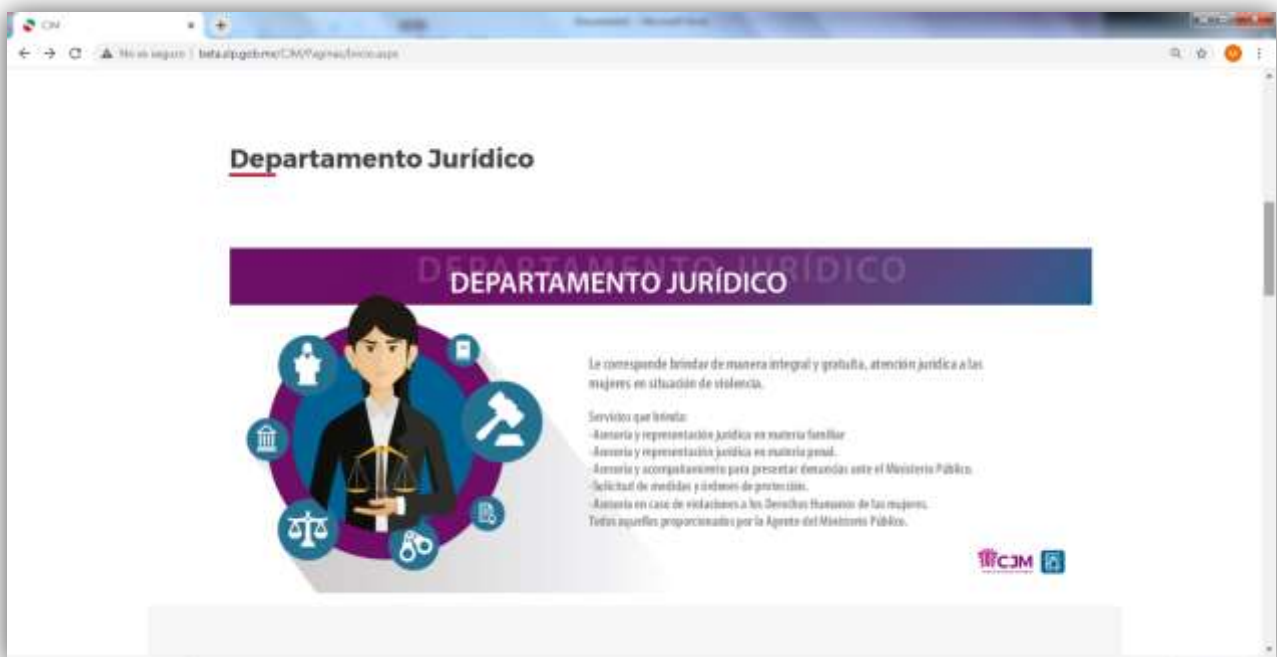 CJM
No es seguro | beta.slp.gob.mx/CJM/Paginas/Inicio.aspx
Departamento Jurídico
DEPARTAMENTO JURÍDICO
DEPARTAMENTO JURÍDICO
Le corresponde brindar de manera integral y gratuita, atención jurídica a las
mujeres en situación de violencia.
Servicios que brinda:
-Asesoría y representación jurídica en materia familiar
-Asesoría y representación jurídica en materia penal.
-Asesoría y acompañamiento para presentar denuncias ante el Ministerio Público.
-Solicitud de medidas y órdenes de protección.
-Asesoría en caso de violaciones a los Derechos Humanos de las mujeres.
Todos aquellos proporcionados por la Agente del Ministerio Público.
CJM